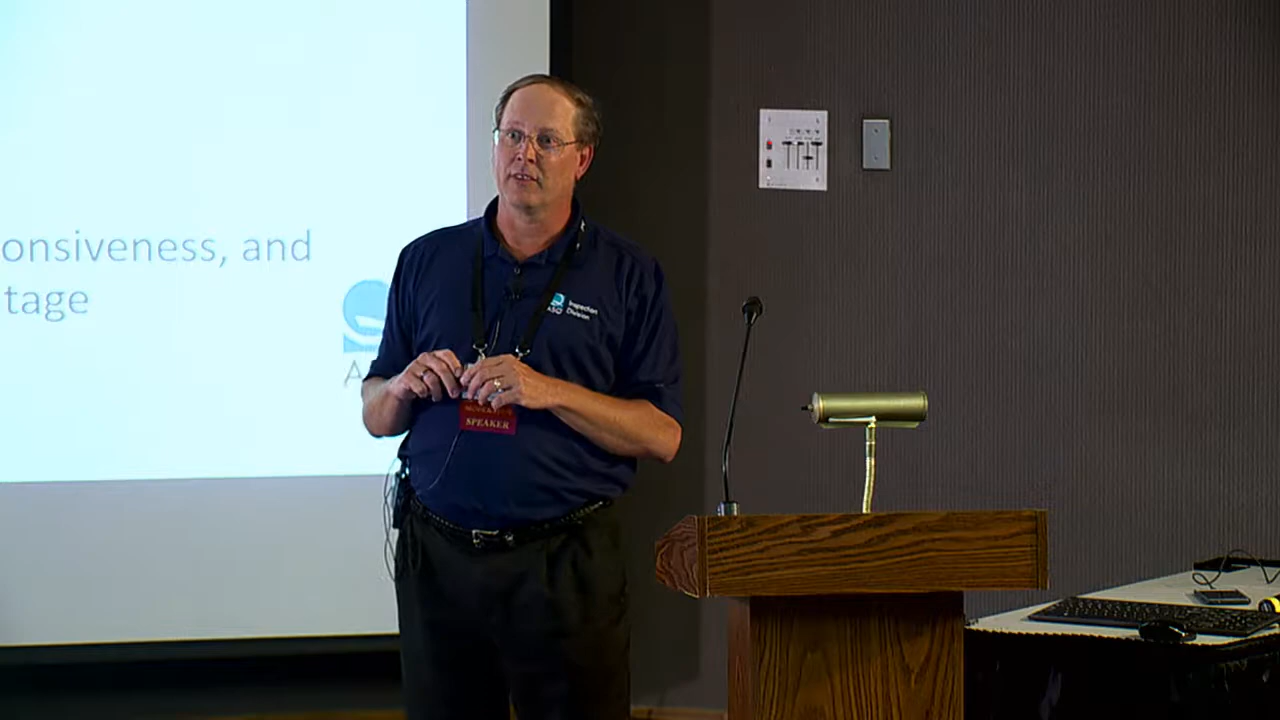 onsiveness, and
tage
A
ASQ Inspection
Division
SPEAKER